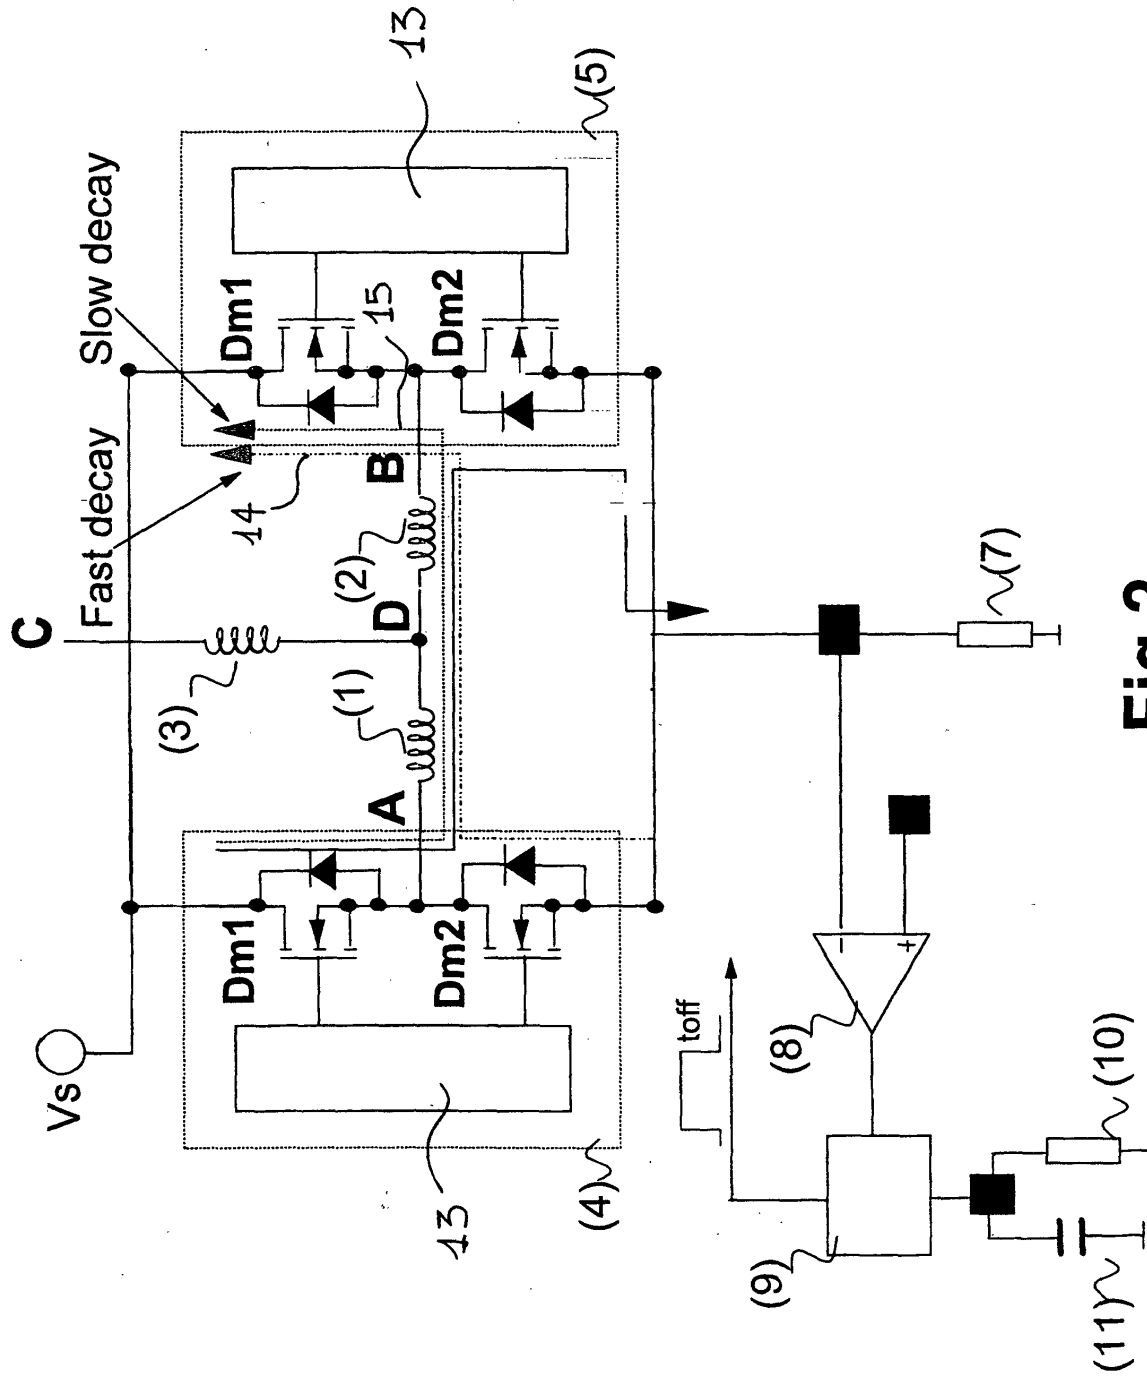 C
Vs
Fast decay
Slow decay
13
14
15
(3)
Dm1
Dm1
A
(1)
D
(2)
B
Dm2
Dm2
13
(4)
(5)
toff
(8)
-
+
(7)
(9)
(10)
(11)
Fig.2